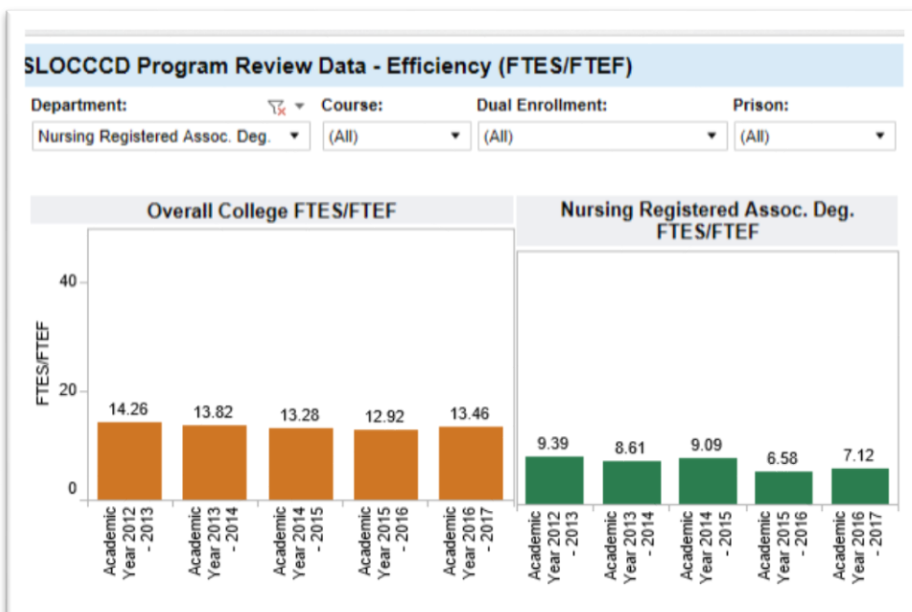 SLOCCCD Program Review Data - Efficiency (FTES/FTEF)
Department:
Course:
Dual Enrollment:
Prison:
Nursing Registered Assoc. Deg.
(All)
(All)
(All)
Overall College FTES/FTEF
Nursing Registered Assoc. Deg.
FTES/FTEF
FTES/FTEF
40
20
0
14.26
13.82
13.28
12.92
13.46
9.39
8.61
9.09
6.58
7.12
Academic
Year 2012
- 2013
Academic
Year 2013
- 2014
Academic
Year 2014
- 2015
Academic
Year 2015
- 2016
Academic
Year 2016
- 2017
Academic
Year 2012
- 2013
Academic
Year 2013
- 2014
Academic
Year 2014
- 2015
Academic
Year 2015
- 2016
Academic
Year 2016
- 2017